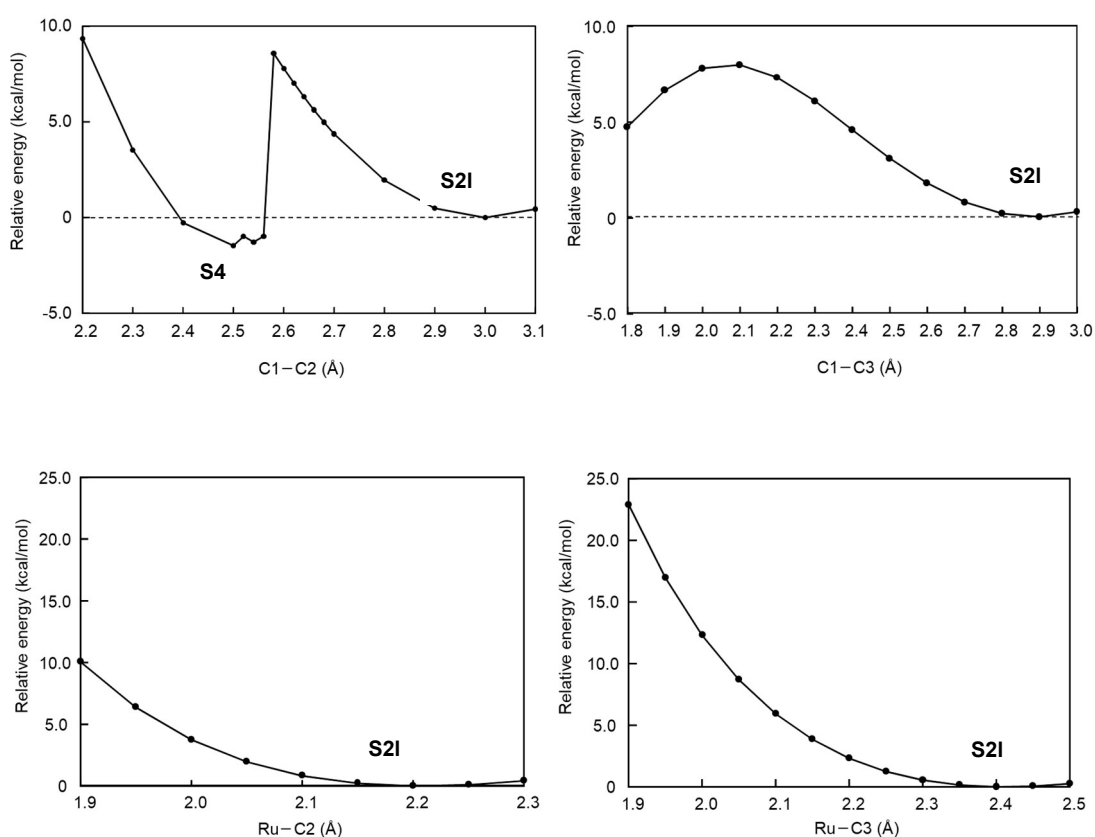 10.0
5.0
0
-5.0
Relative energy (kcal/mol)
S4
S2I
2.2 2.3 2.4 2.5 2.6 2.7 2.8 2.9 3.0 3.1
C1−C2 (Å)
10.0
5.0
0
-5.0
Relative energy (kcal/mol)
S2I
1.8 1.9 2.0 2.1 2.2 2.3 2.4 2.5 2.6 2.7 2.8 2.9 3.0
C1−C3 (Å)
25.0
20.0
15.0
10.0
5.0
0
Relative energy (kcal/mol)
S2I
1.9 2.0 2.1 2.2 2.3
Ru−C2 (Å)
25.0
20.0
15.0
10.0
5.0
0
Relative energy (kcal/mol)
S2I
1.9 2.0 2.1 2.2 2.3 2.4 2.5
Ru−C3 (Å)